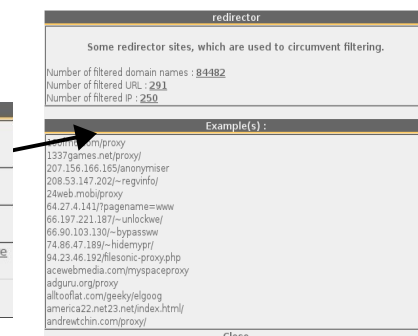 redirector
Some redirector sites, which are used to circumvent filtering.
Number of filtered domain names : 84482
Number of filtered URL : 291
Number of filtered IP : 250
Example(s) :
1337games.net/proxy/
207.156.166.165/anonymiser
208.53.147.202/~regvinfo/
24web.mobi/proxy
64.27.4.141/?pagename=www
66.197.221.187/~unlockwe/
66.90.103.130/~bypassww
74.86.47.189/~hidemypr/
94.23.46.192/filesonic-proxy.php
acewebmedia.com/myspaceproxy
adguru.org/proxy
alltooflat.com/geeky/elgoog
america22.net23.net/index.html/
andrewtchin.com/proxy/
Close